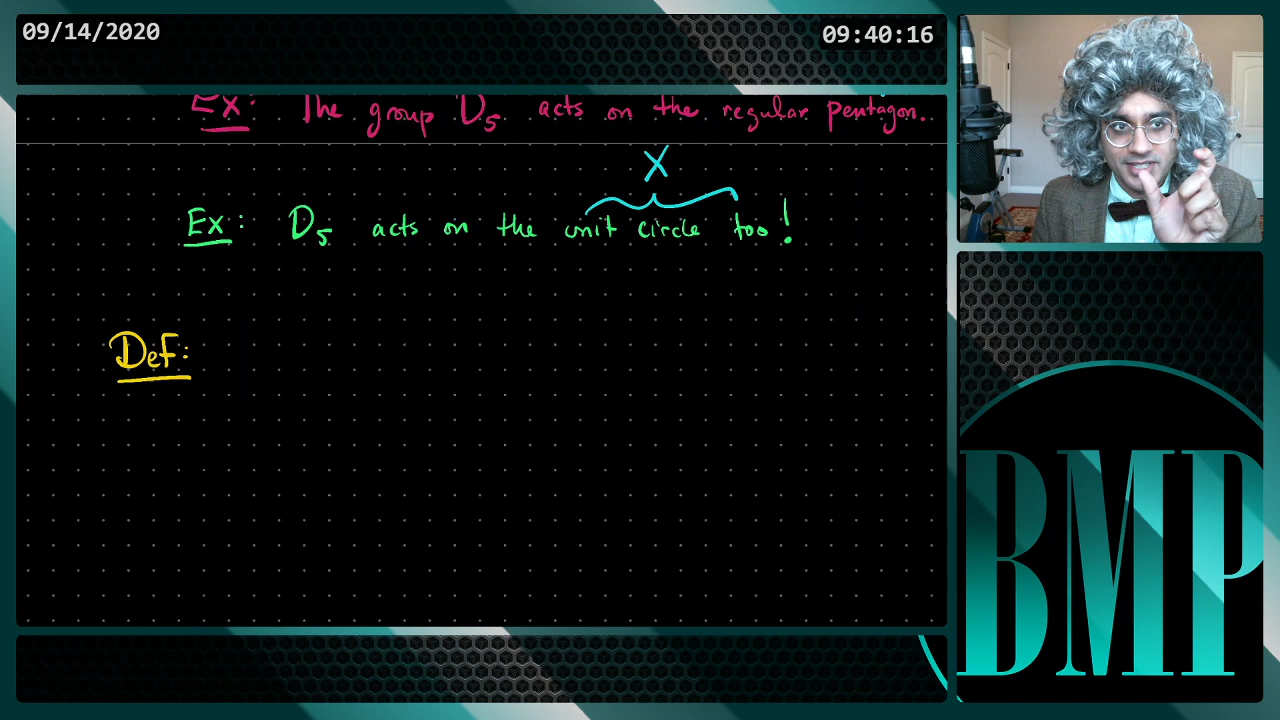 09/14/2020
09:40:16
Ex: The group D5 acts on the regular pentagon.
X
Ex: D5 acts on the unit circle too!
Def:
BMP